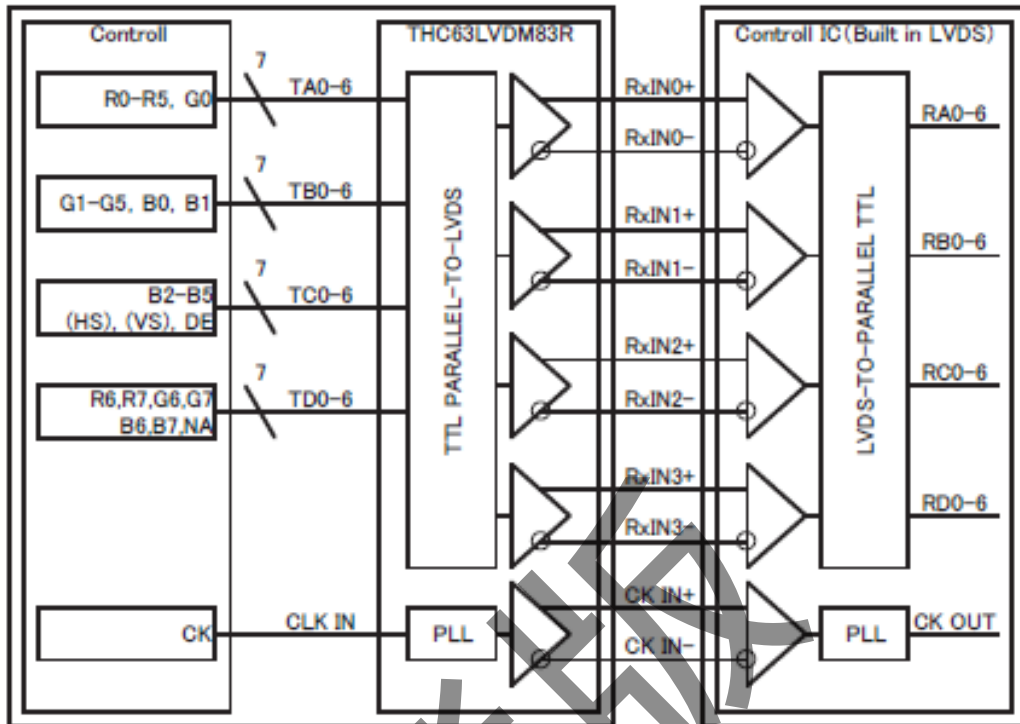 Controll
THC63LVDM83R
Controll IC(Built in LVDS)
R0-R5, G0
7
TA0-6
RxIN0+
RxIN0-
RA0-6
G1-G5, B0, B1
7
TB0-6
RxIN1+
RxIN1-
RB0-6
B2-B5
(HS), (VS), DE
7
TC0-6
RxIN2+
RxIN2-
RC0-6
R6,R7,G6,G7
B6,B7,NA
7
TD0-6
RxIN3+
RxIN3-
RD0-6
TTL PARALLEL-TO-LVDS
LVDS-TO-PARALLEL TTL
CK
CLK IN
PLL
CK IN+
CK IN-
PLL
CK OUT
版